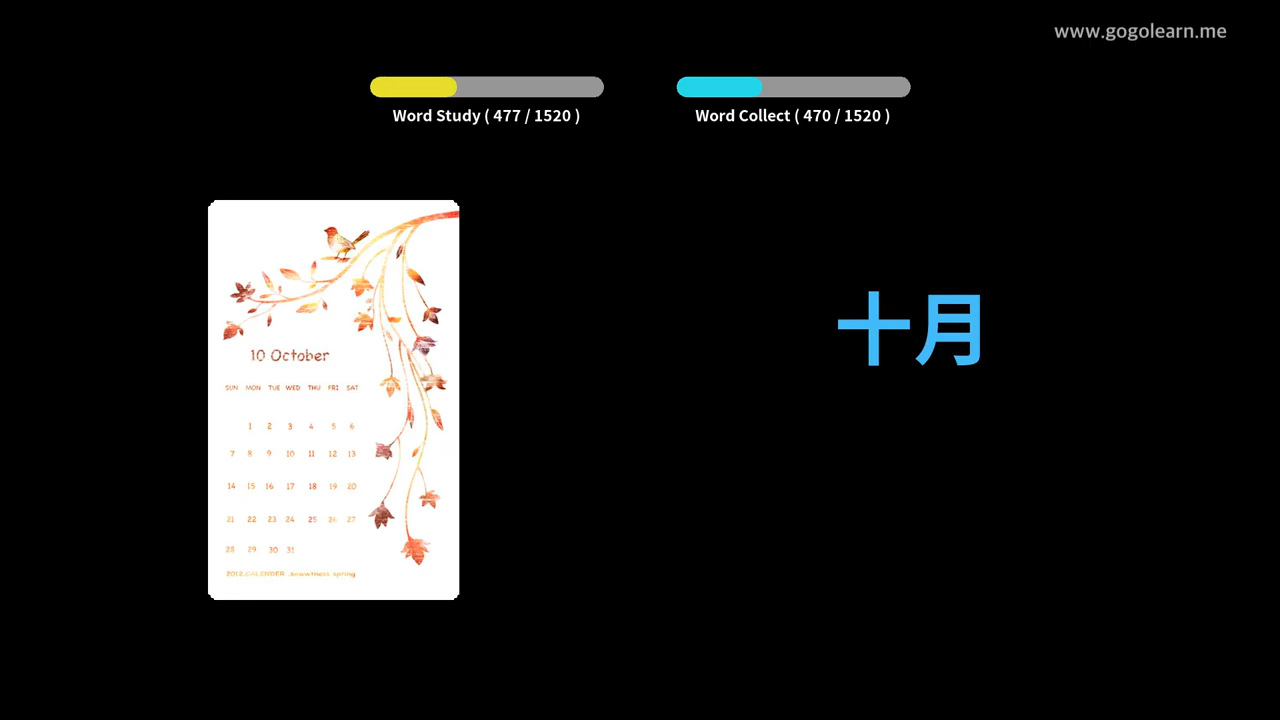 www.gogolearn.me
Word Study ( 477 / 1520 )
Word Collect ( 470 / 1520 )
10 October
SUN MON TUE WED THU FRI SAT
1 2 3 4 5 6
7 8 9 10 11 12 13
14 15 16 17 18 19 20
21 22 23 24 25 26 27
28 29 30 31
2012.CALENDER
spring
十月